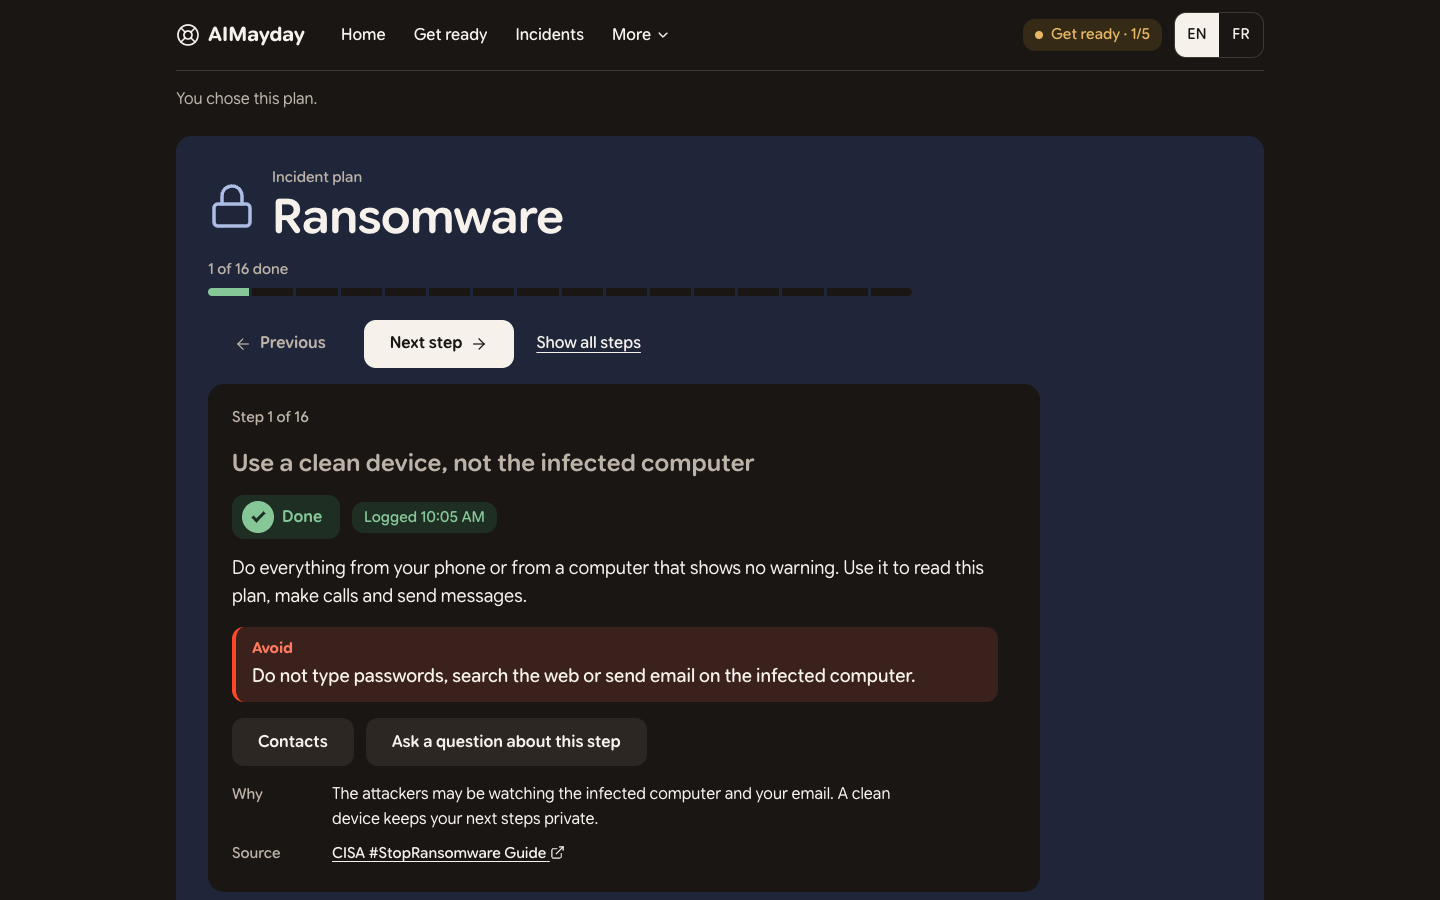 AIMayday
Home
Get ready
Incidents
More
Get ready · 1/5
EN
FR
You chose this plan.
Incident plan
Ransomware
1 of 16 done
Previous
Next step
Show all steps
Step 1 of 16
Use a clean device, not the infected computer
Done
Logged 10:05 AM
Do everything from your phone or from a computer that shows no warning. Use it to read this
plan, make calls and send messages.
Avoid
Do not type passwords, search the web or send email on the infected computer.
Contacts
Ask a question about this step
Why
The attackers may be watching the infected computer and your email. A clean
device keeps your next steps private.
Source
CISA #StopRansomware Guide